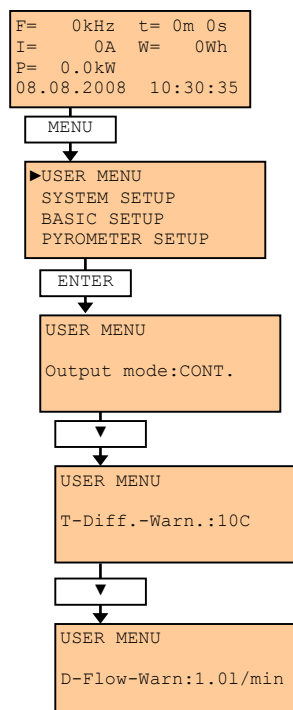 F=   0kHz  t= 0m 0s
I=     0A  W=   0Wh
P=  0.0kW
08.08.2008  10:30:35
MENU
►USER MENU
SYSTEM SETUP
BASIC SETUP
PYROMETER SETUP
ENTER
USER MENU
Output mode:CONT.
▼
USER MENU
T-Diff.-Warn.:10C
▼
USER MENU
D-Flow-Warn:1.0l/min